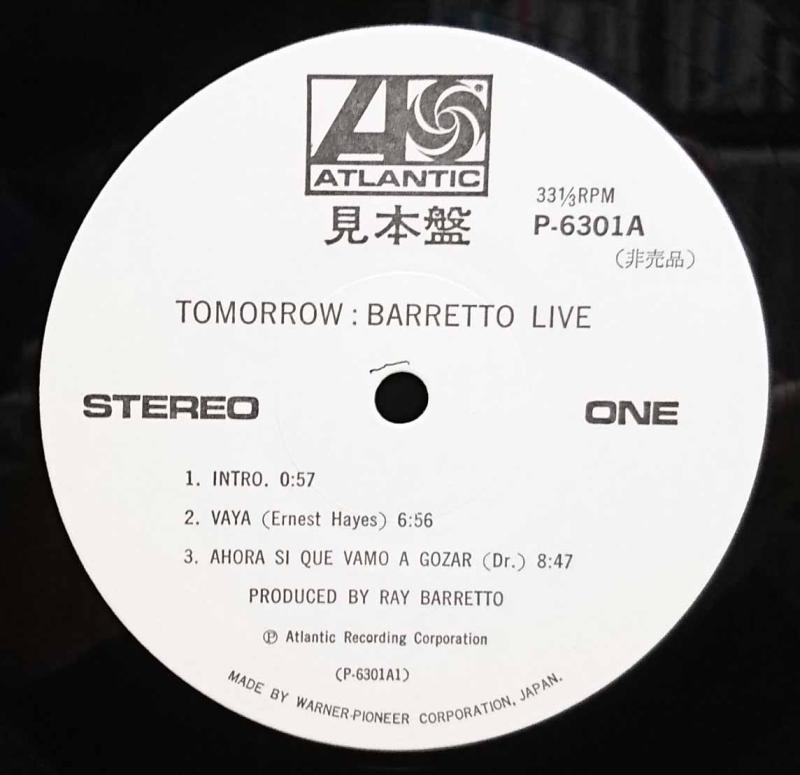 ATLANTIC
見本盤
33⅓RPM
P-6301A
(非売品)
TOMORROW : BARRETTO LIVE
STEREO
ONE
1. INTRO. 0:57
2. VAYA (Ernest Hayes) 6:56
3. AHORA SI QUE VAMO A GOZAR (Dr.) 8:47
PRODUCED BY RAY BARRETTO
Ⓟ Atlantic Recording Corporation
(P-6301A1)
MADE BY WARNER-PIONEER CORPORATION, JAPAN.